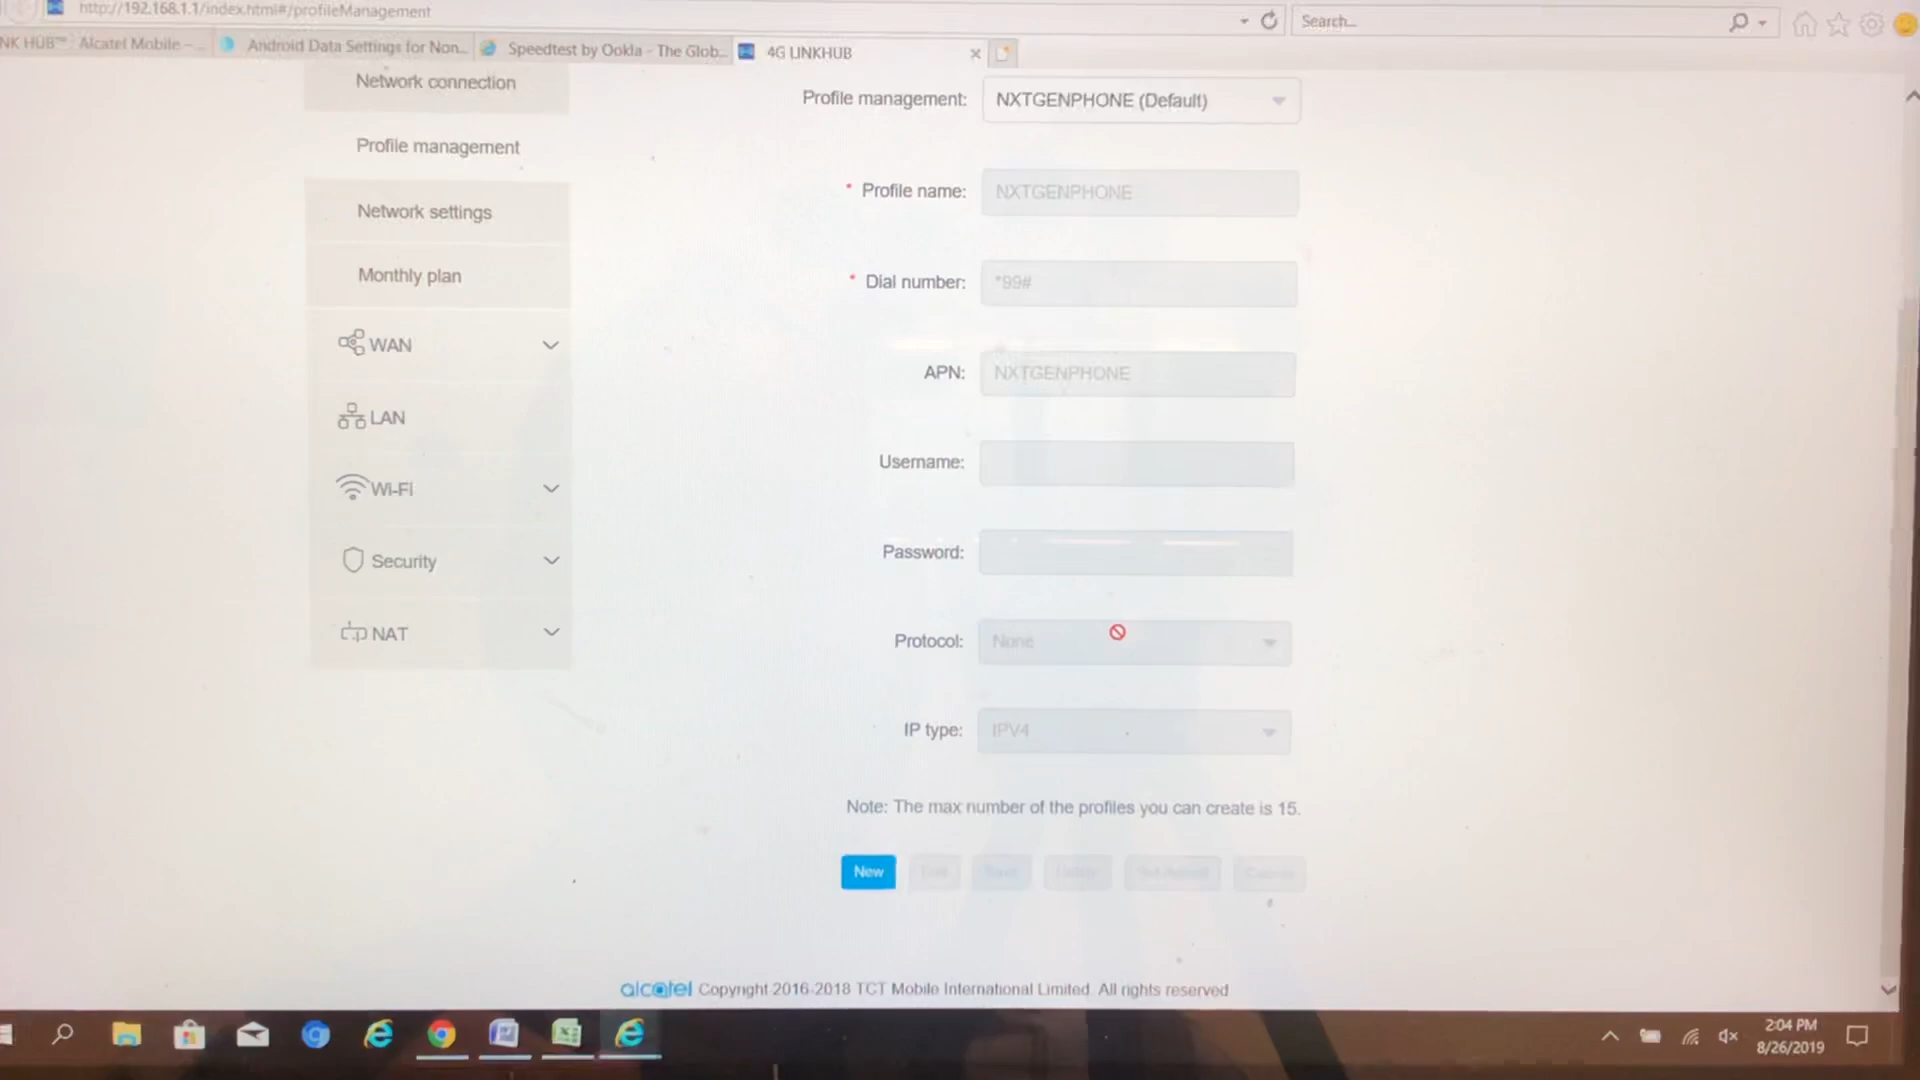 http://192.168.1.1/index.html#/profileManagement
Search...
NK HUB™ Alcatel Mobile - ...
Android Data Settings for Non...
Speedtest by Ookla - The Glob...
4G LINKHUB
Network connection
Profile management
Network settings
Monthly plan
WAN
LAN
Wi-Fi
Security
NAT
Profile management: NXTGENPHONE (Default)
* Profile name: NXTGENPHONE
* Dial number: *99#
APN: NXTGENPHONE
Username:
Password:
Protocol: None
IP type: IPV4
Note: The max number of the profiles you can create is 15.
New
alcatel Copyright 2016-2018 TCT Mobile International Limited. All rights reserved
2:04 PM
8/26/2019